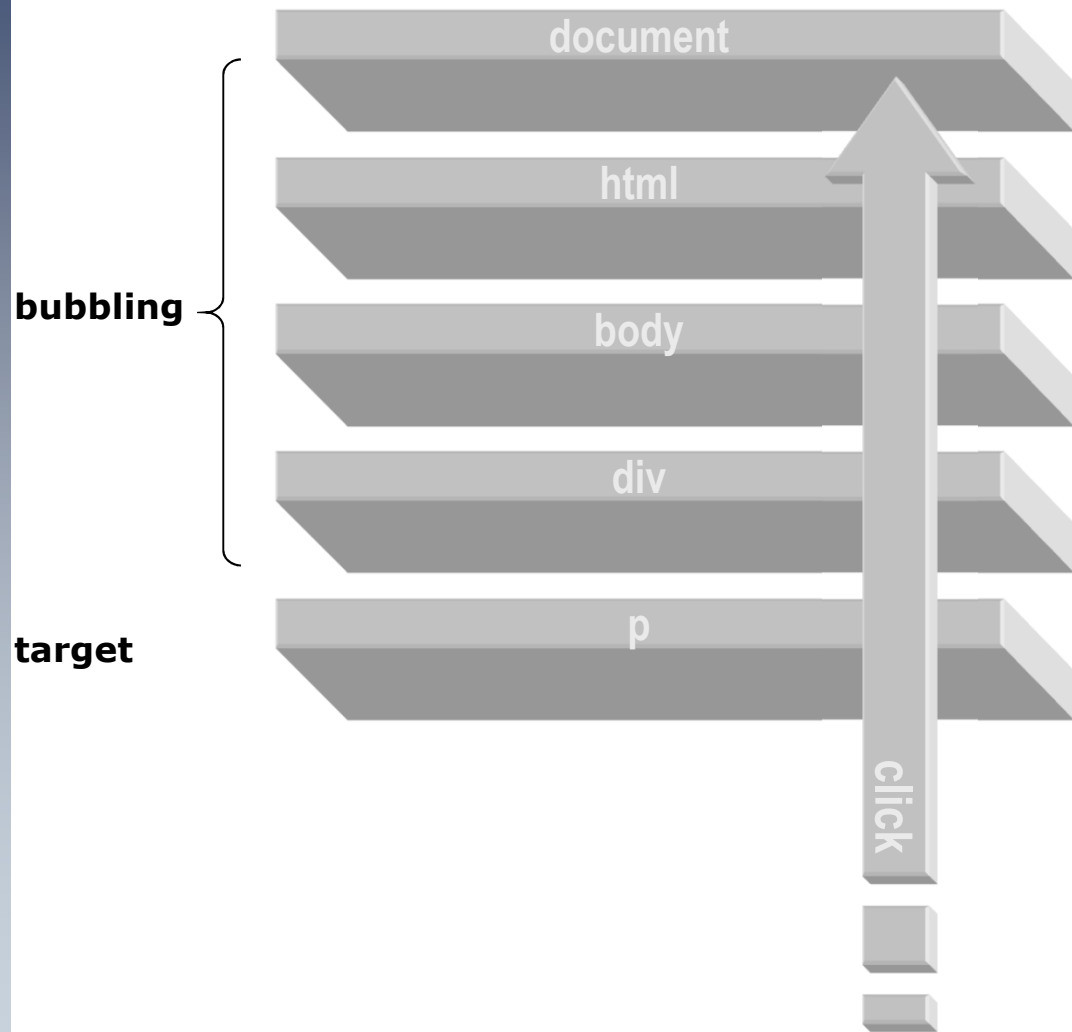 document
html
bubbling
body
div
p
target
click